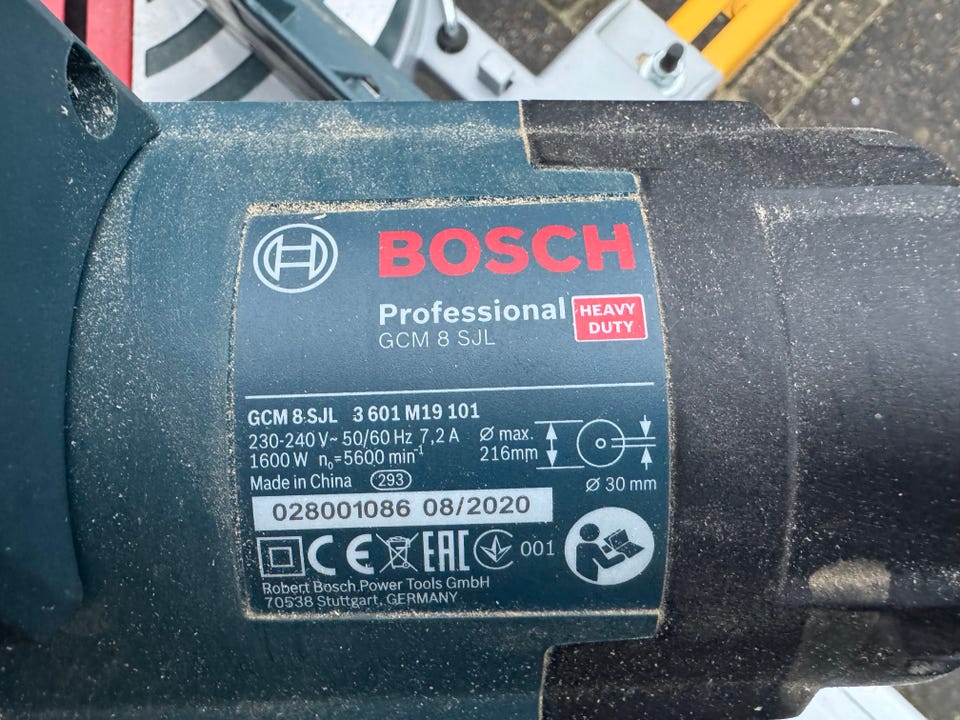 BOSCH
Professional HEAVY DUTY
GCM 8 SJL
GCM 8 SJL 3 601 M19 101
230-240 V~ 50/60 Hz 7,2 A
1600 W n₀=5600 min⁻¹
Ø max. 216mm
Ø 30 mm
Made in China 293
028001086 08/2020
CE EAC 001
Robert Bosch Power Tools GmbH
70538 Stuttgart, GERMANY